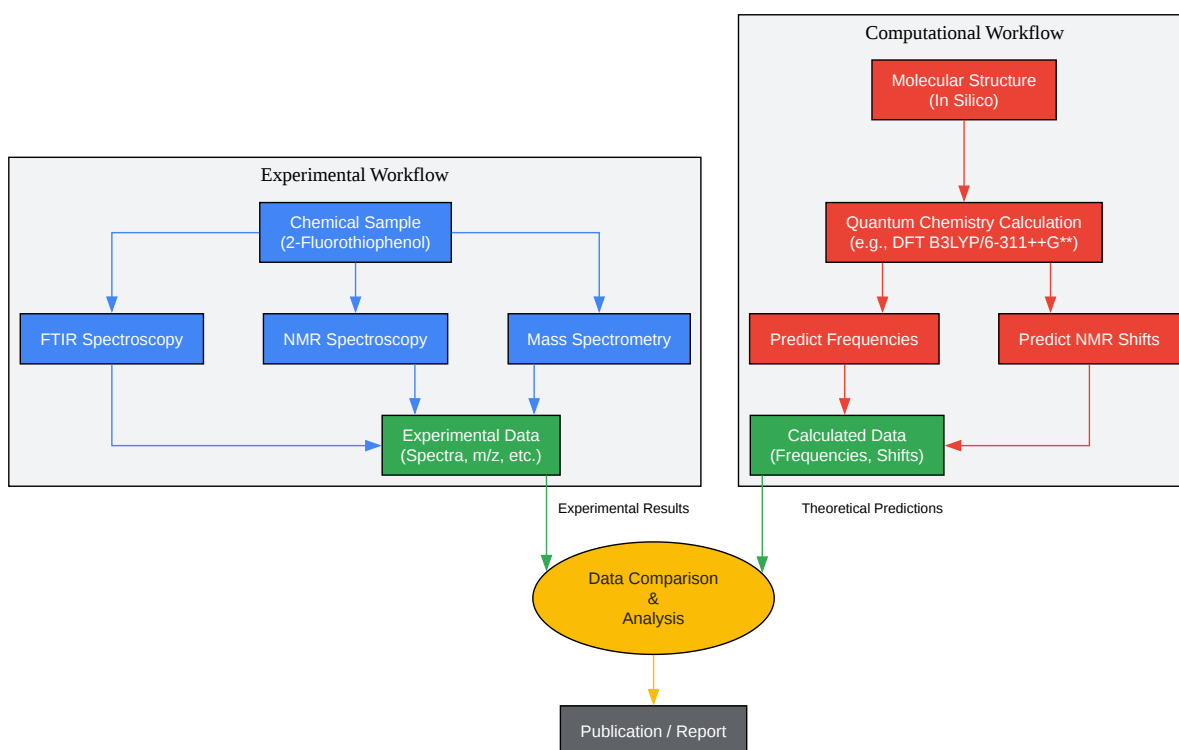 Computational Workflow
Molecular Structure
(In Silico)
Experimental Workflow
Chemical Sample
(2-Fluorothiophenol)
Quantum Chemistry Calculation
(e.g., DFT B3LYP/6-311++G**)
FTIR Spectroscopy
NMR Spectroscopy
Mass Spectrometry
Predict Frequencies
Predict NMR Shifts
Experimental Data
(Spectra, m/z, etc.)
Calculated Data
(Frequencies, Shifts)
Experimental Results
Theoretical Predictions
Data Comparison
&
Analysis
Publication / Report